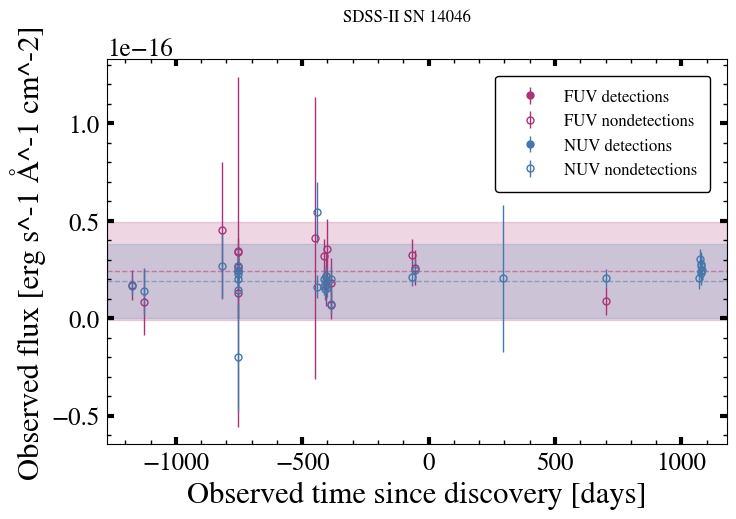 SDSS-II SN 14046
1e−16
Observed flux [erg s^-1 Å^-1 cm^-2]
1.0
0.5
0.0
−0.5
FUV detections
FUV nondetections
NUV detections
NUV nondetections
−1000
−500
0
500
1000
Observed time since discovery [days]